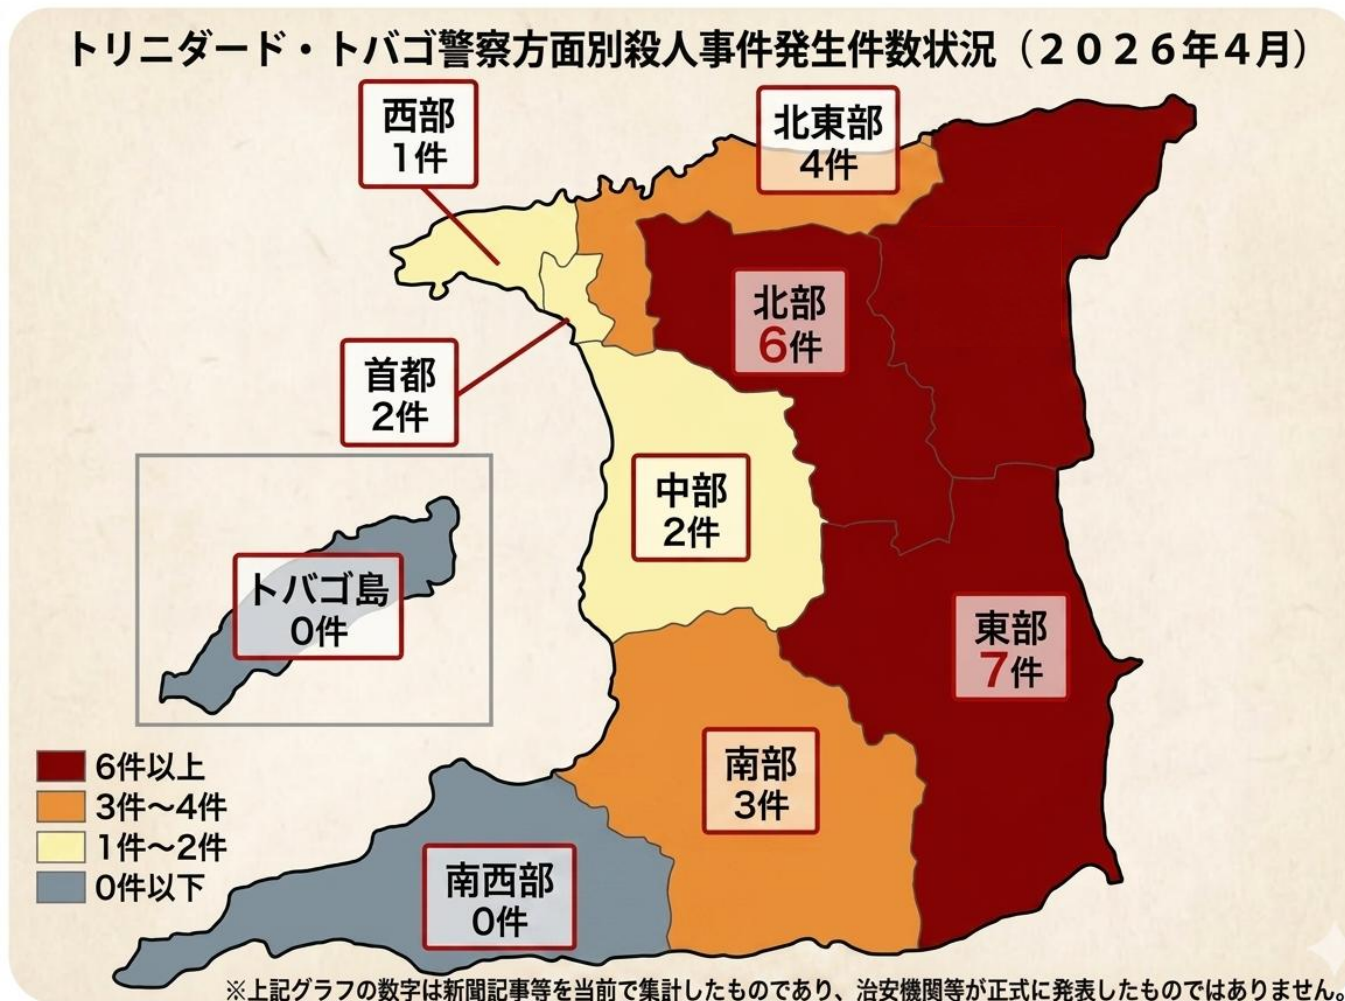 トリニダード・トバゴ警察方面別殺人事件発生件数状況（２０２６年４月）
西部
1件
北東部
4件
北部
6件
首都
2件
中部
2件
トバゴ島
0件
東部
7件
南部
3件
南西部
0件
6件以上
3件～4件
1件～2件
0件以下
※上記グラフの数字は新聞記事等を当前で集計したものであり、治安機関等が正式に発表したものではありません。